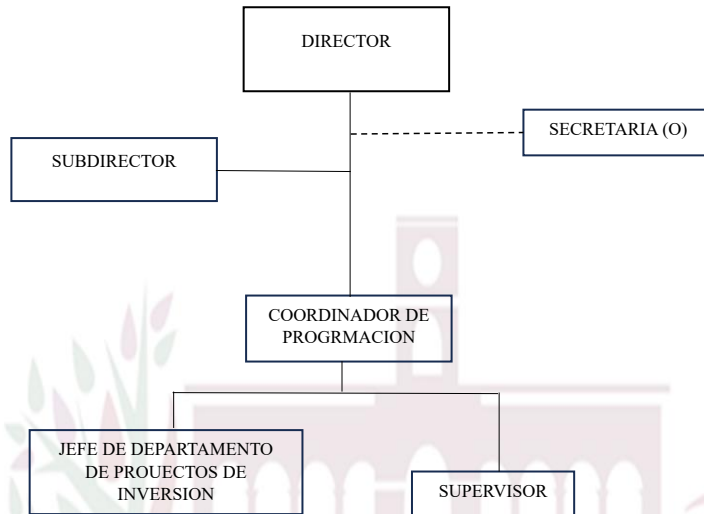 DIRECTOR
SECRETARIA (O)
SUBDIRECTOR
COORDINADOR DE
PROGRMACION
JEFE DE DEPARTAMENTO
DE PROUECTOS DE
INVERSION
SUPERVISOR